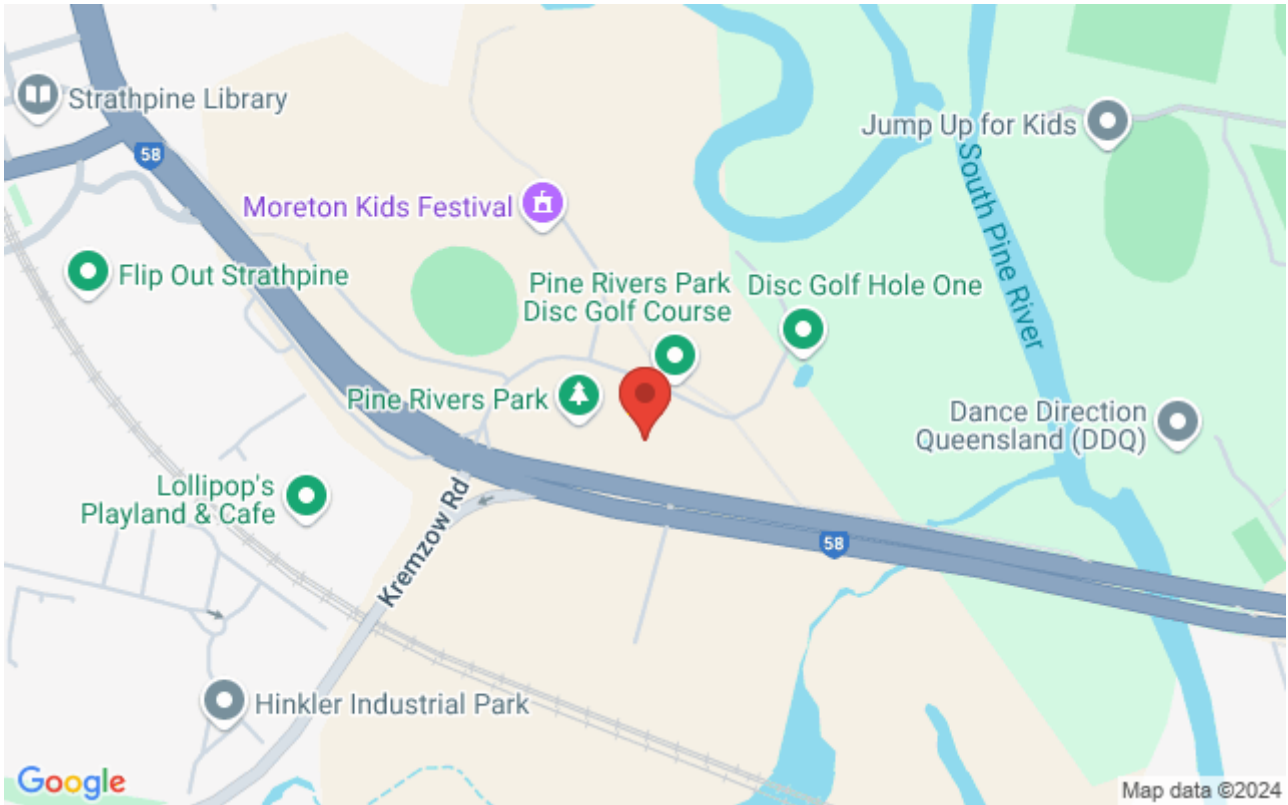 Strathpine Library
58
Jump Up for Kids
South Pine River
Moreton Kids Festival
Flip Out Strathpine
Pine Rivers Park
Disc Golf Course
Disc Golf Hole One
Pine Rivers Park
Dance Direction
Queensland (DDQ)
Lollipop's
Playland & Cafe
Kremzow Rd
58
Hinkler Industrial Park
Google
Map data ©2024